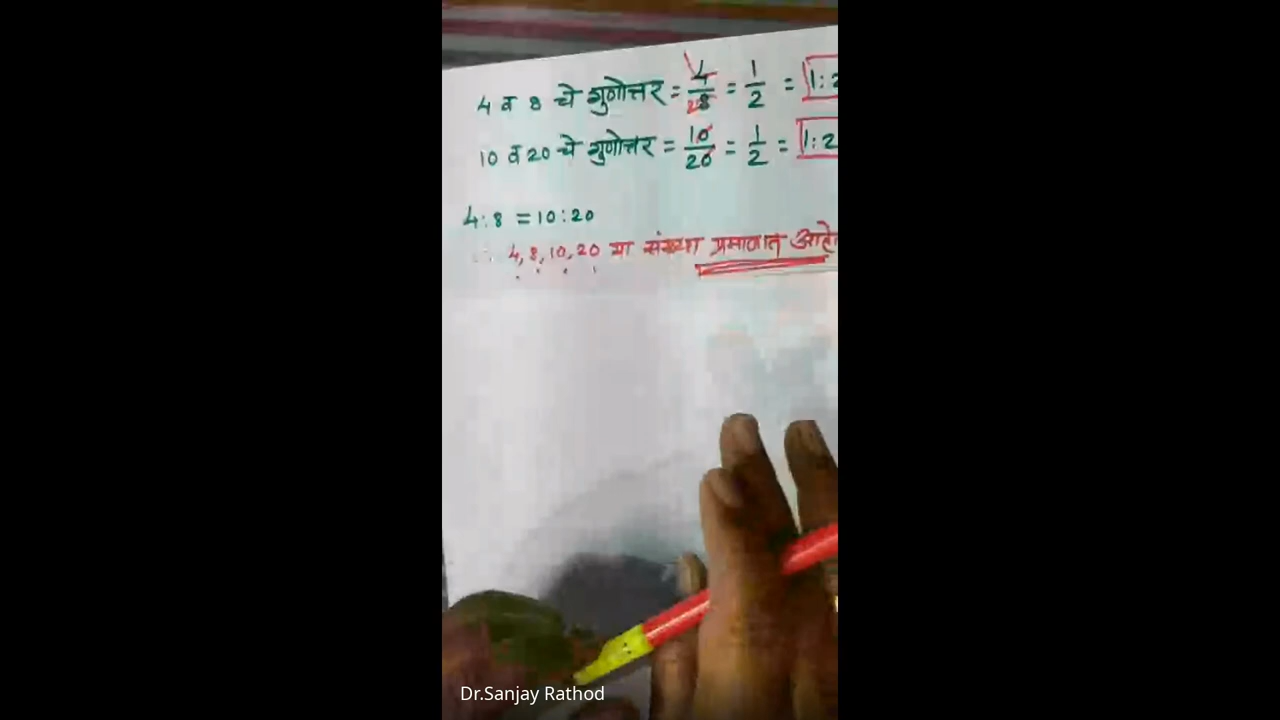 4 व 8 चे गुणोत्तर = 4/8 = 1/2 = 1:2
10 व 20 चे गुणोत्तर = 10/20 = 1/2 = 1:2
4:8 = 10:20
∴ 4, 8, 10, 20 या संख्या प्रमाणात आहेत
Dr.Sanjay Rathod